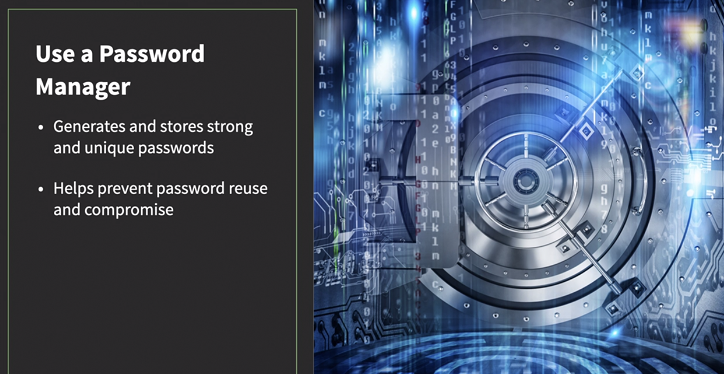 Use a Password
Manager
• Generates and stores strong
and unique passwords
• Helps prevent password reuse
and compromise